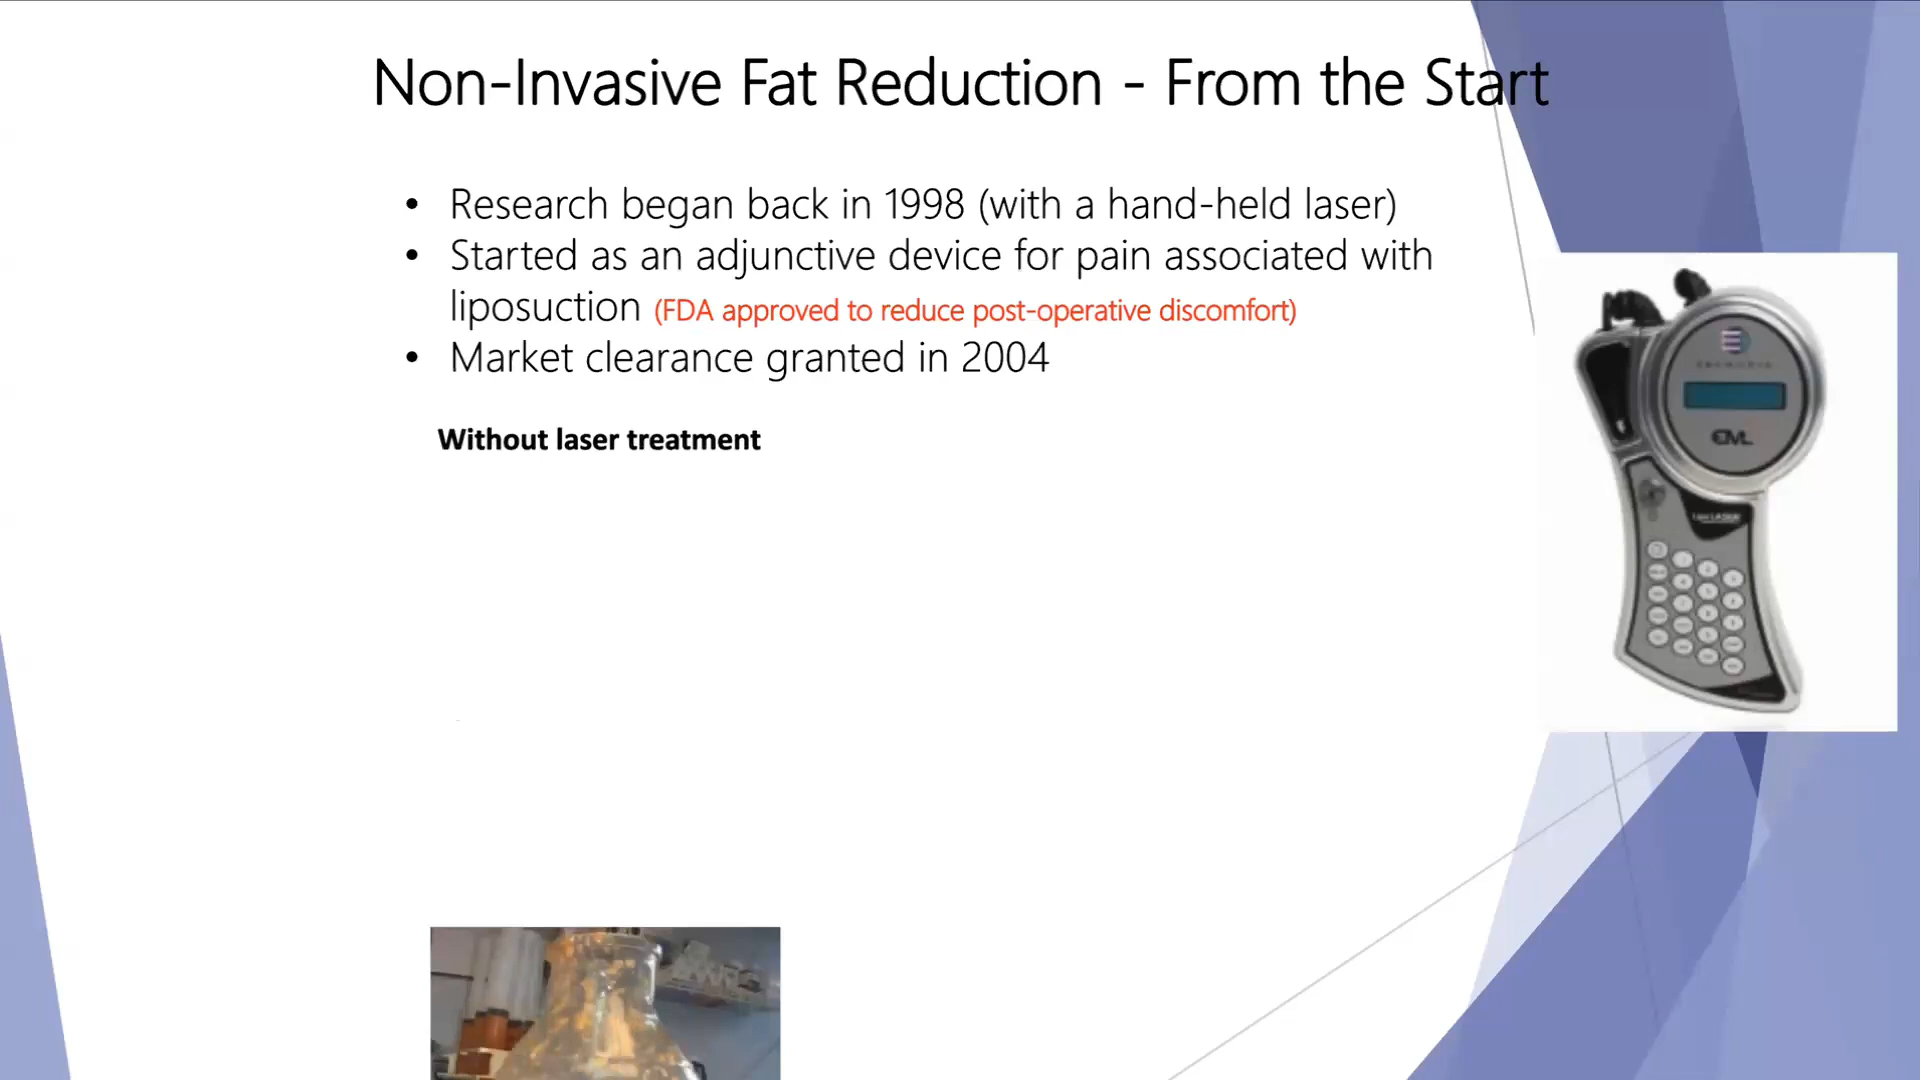 Non-Invasive Fat Reduction - From the Start
• Research began back in 1998 (with a hand-held laser)
• Started as an adjunctive device for pain associated with
liposuction (FDA approved to reduce post-operative discomfort)
• Market clearance granted in 2004
Without laser treatment
EML